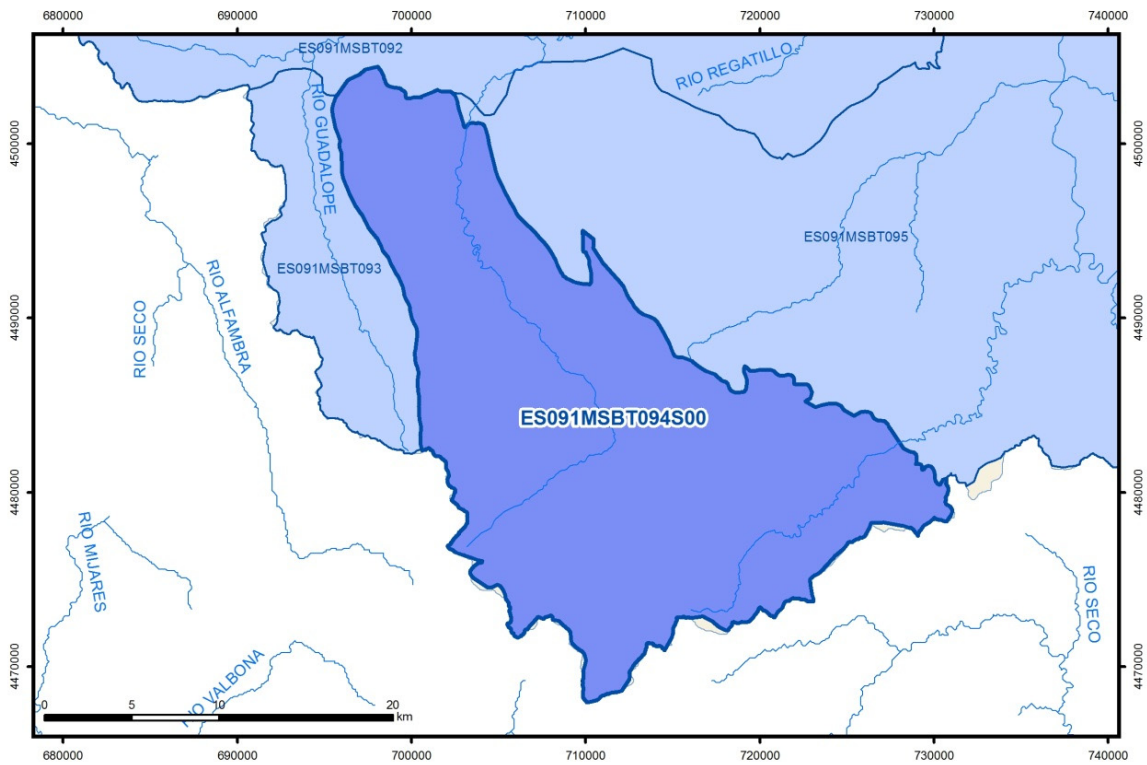 680000 690000 700000 710000 720000 730000 740000
ES091MSBT092
RIO REGATILLO
RIO GUADALOPE
4500000 4500000
ES091MSBT095
ES091MSBT093
RIO ALFAMBRA
RIO SECO
4490000 4490000
ES091MSBT094S00
4480000 4480000
RIO MIJARES
RIO SECO
4470000 4470000
RIO VALBONA
0 5 10 20
km
680000 690000 700000 710000 720000 730000 740000